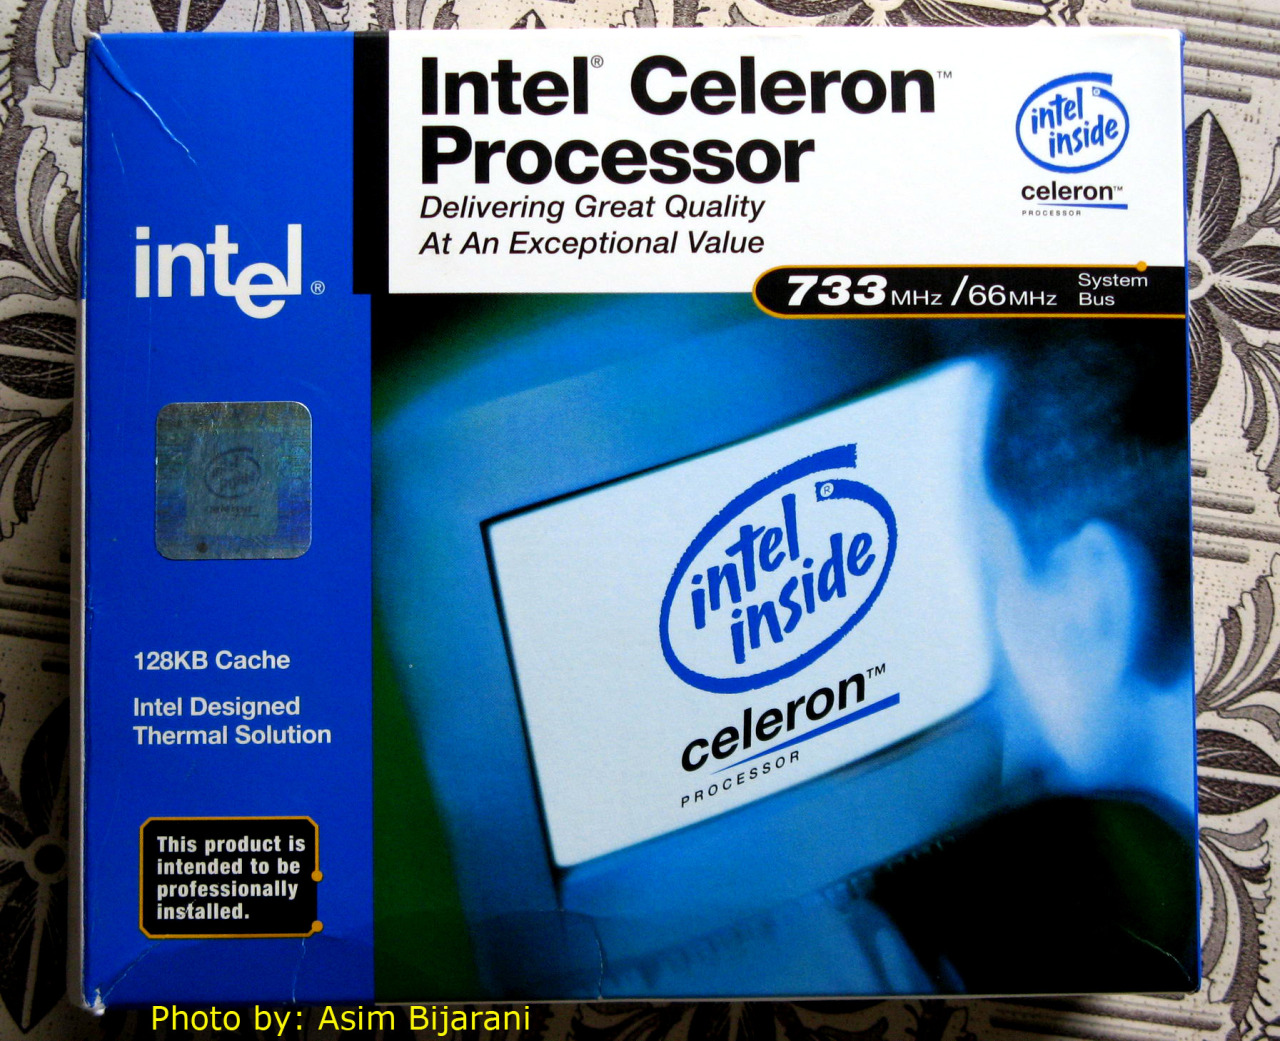 Intel® Celeron™
Processor
Delivering Great Quality
At An Exceptional Value
intel®
inside
celeron™
PROCESSOR
733MHz /66MHz System
Bus
intel®
128KB Cache
Intel Designed
Thermal Solution
This product is
intended to be
professionally
installed.
intel®
inside
celeron™
PROCESSOR
Photo by: Asim Bijarani